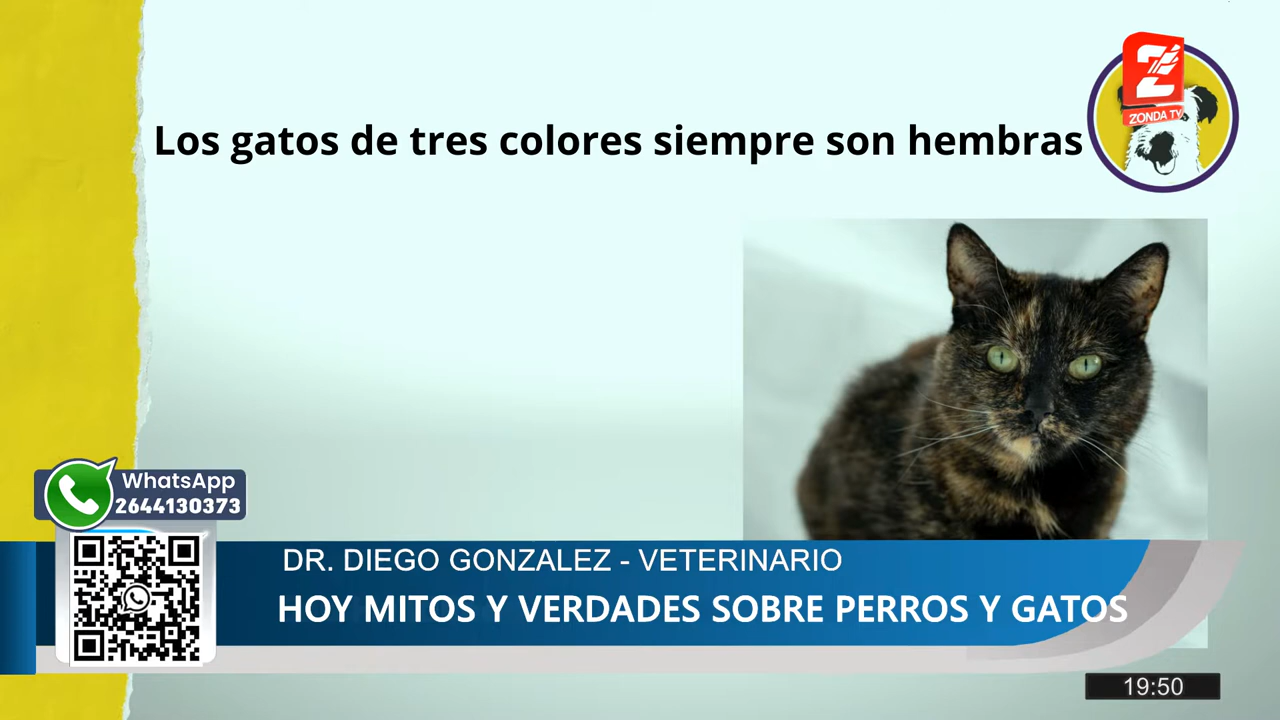 Los gatos de tres colores siempre son hembras
Z
ZONDA TV
WhatsApp
2644130373
DR. DIEGO GONZALEZ - VETERINARIO
HOY MITOS Y VERDADES SOBRE PERROS Y GATOS
19:50